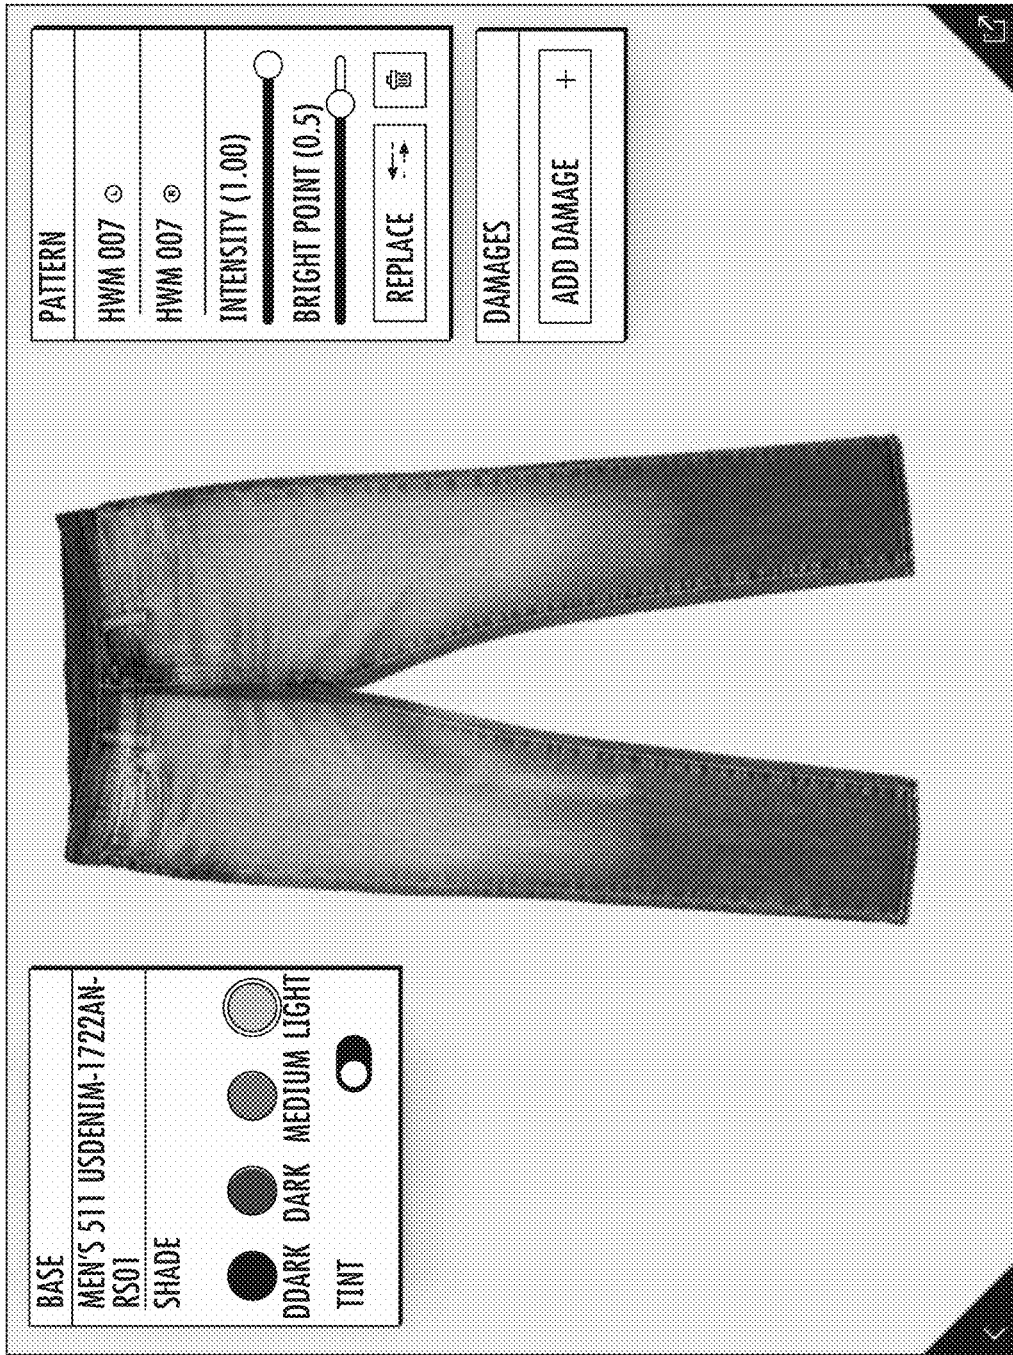 BASE
MEN'S 511 USDENIM-1722AN-
RS01
SHADE
DDARK DARK MEDIUM LIGHT
TINT
PATTERN
HWM 007 L
HWM 007 R
INTENSITY (1.00)
BRIGHT POINT (0.5)
REPLACE
DAMAGES
ADD DAMAGE +